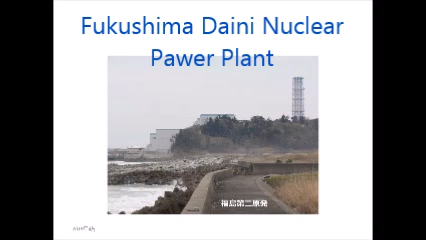 Fukushima Daini Nuclear
Pawer Plant
福島第二原発